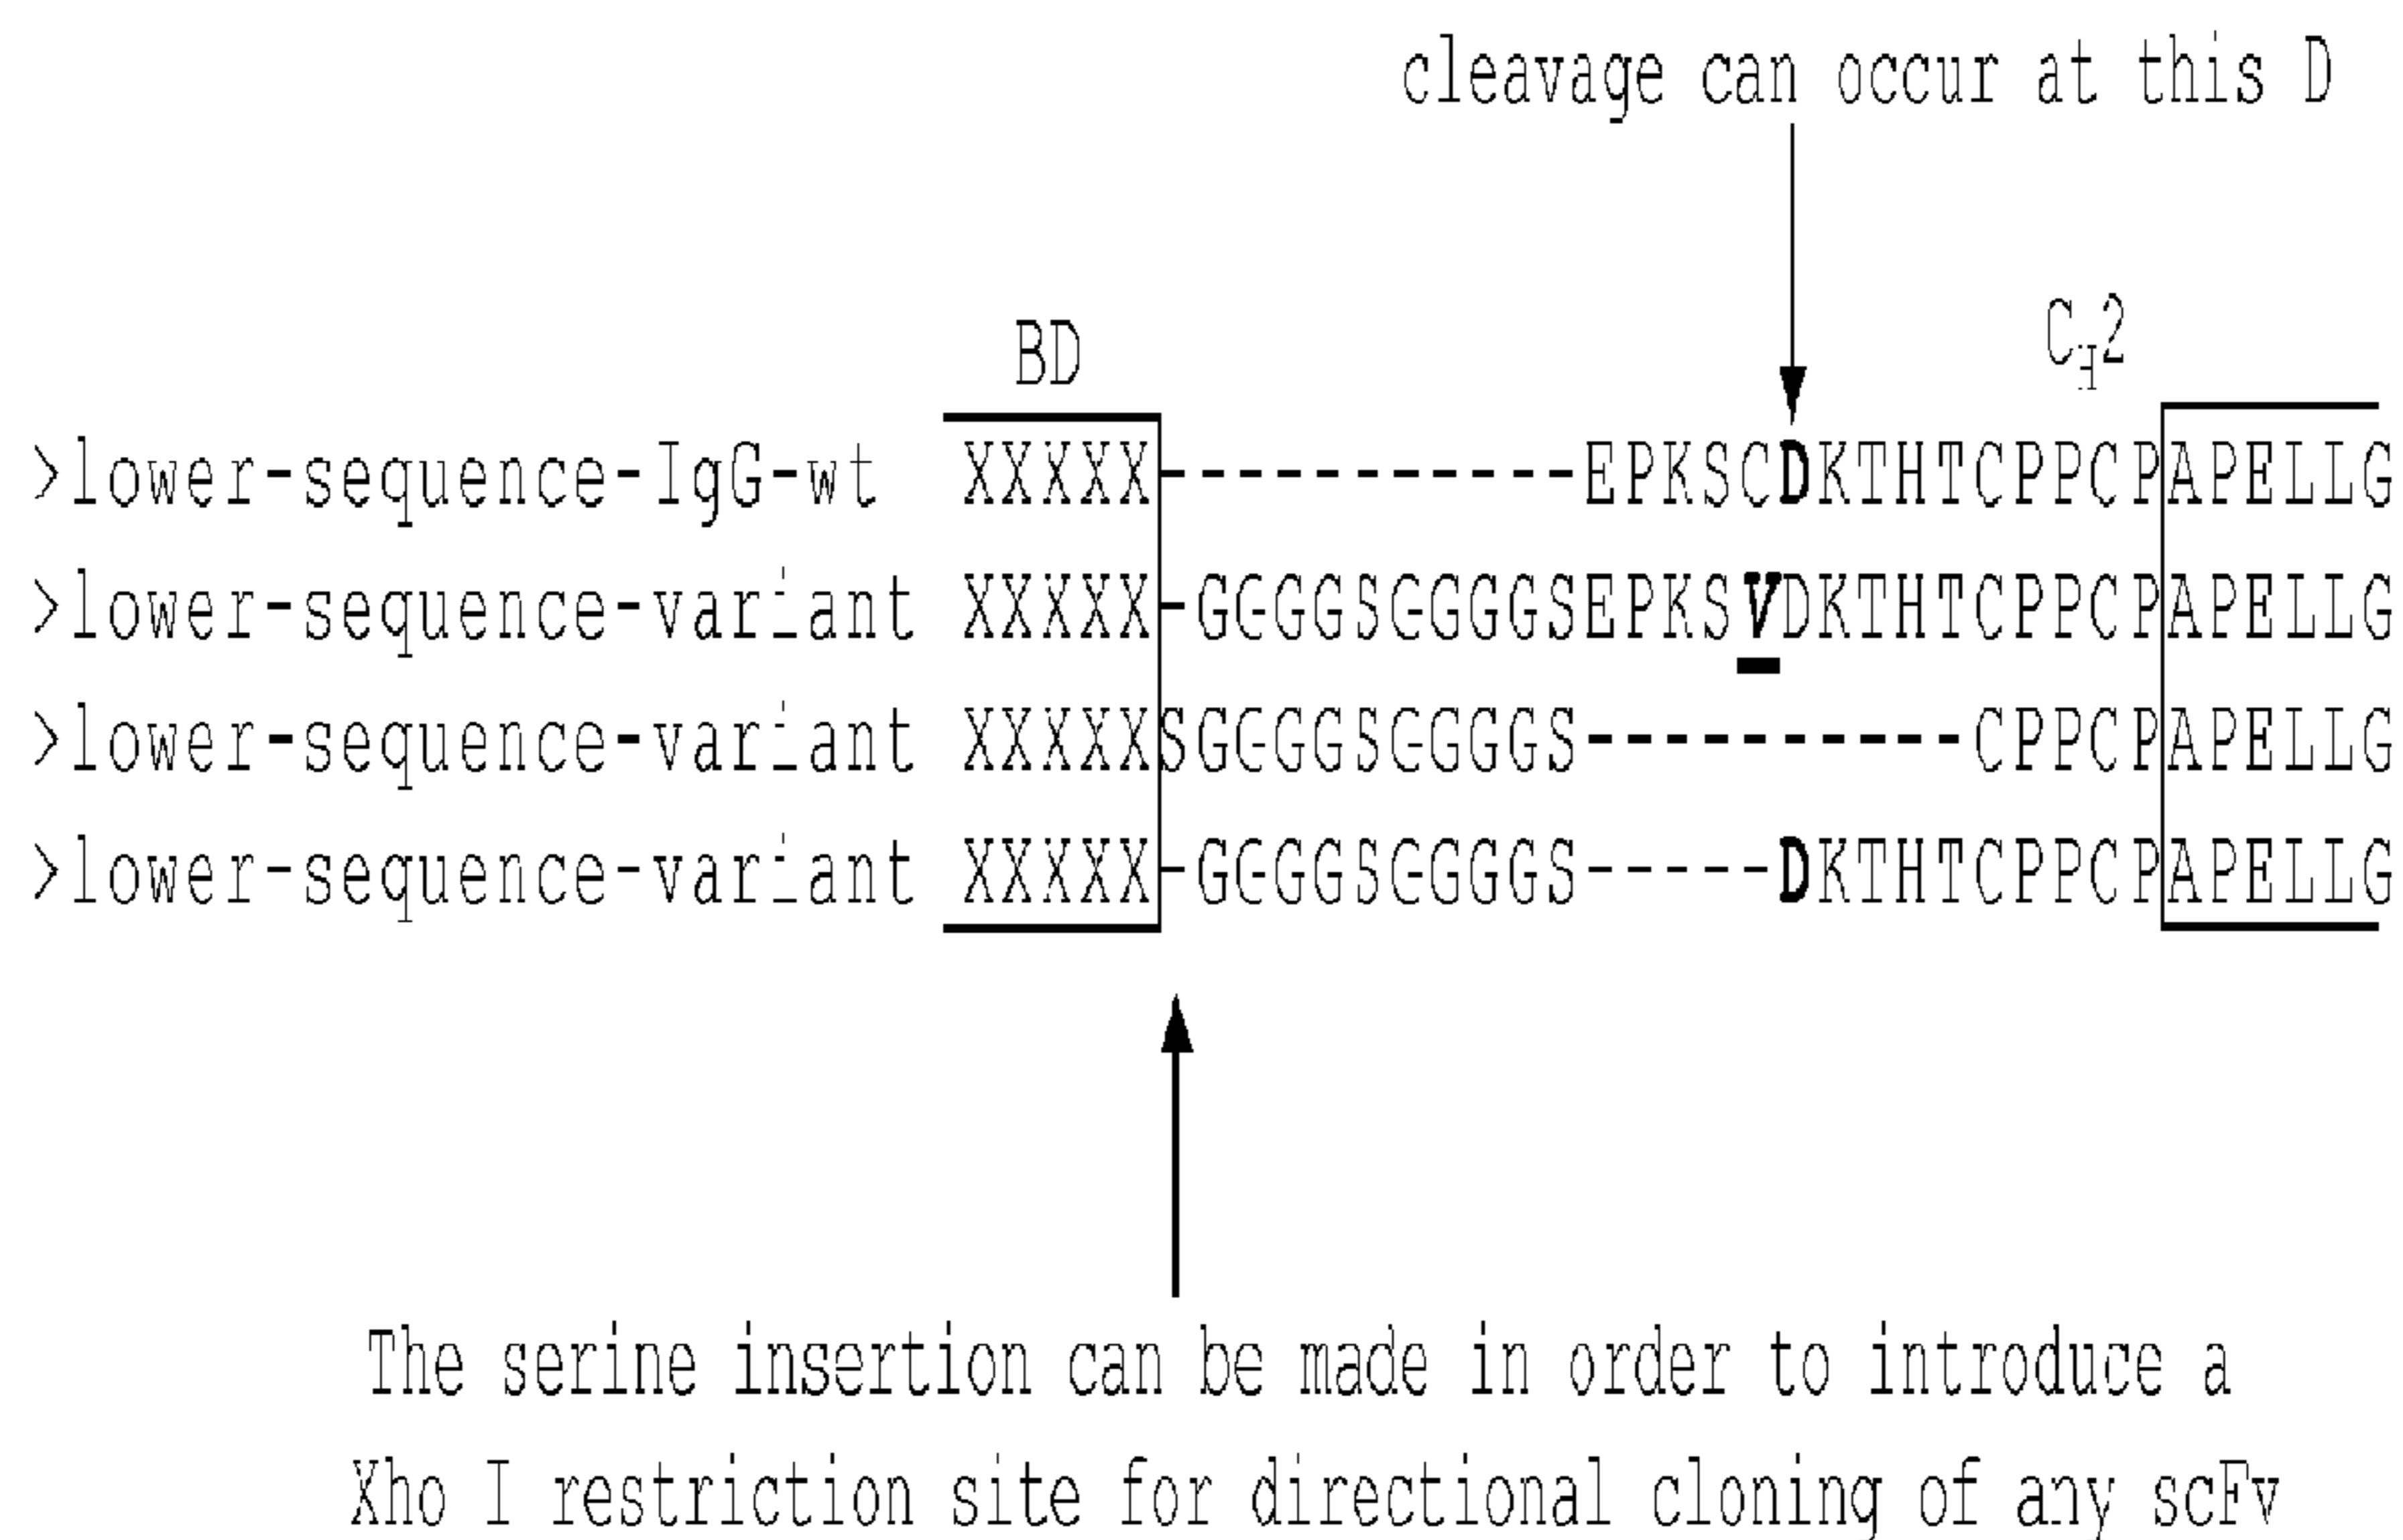 cleavage can occur at this D
BD
C_H2
>lower-sequence-IgG-wt XXXXX-----------EPKSCDKTHTCPPCPAPELLG
>lower-sequence-variant XXXXX-GGGGSGGGGSEPKSVDKTHTCPPCPAPELLG
>lower-sequence-variant XXXXXSGGGGSGGGGS----------CPPCPAPELLG
>lower-sequence-variant XXXXX-GGGGSGGGGS-----DKTHTCPPCPAPELLG
The serine insertion can be made in order to introduce a
Xho I restriction site for directional cloning of any scFv